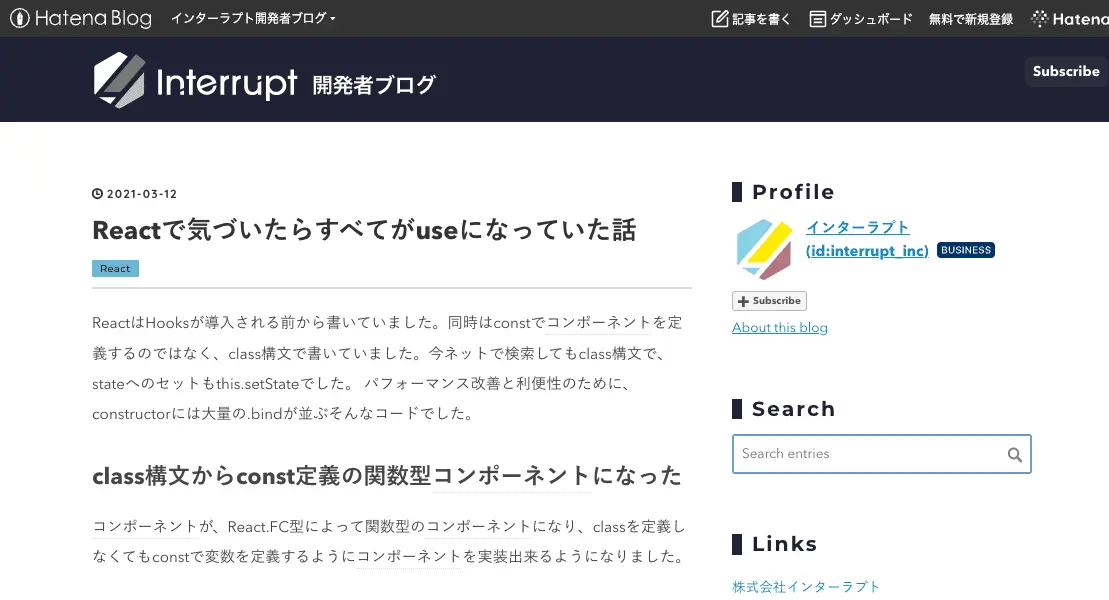 Hatena Blog インターラプト開発者ブログ 記事を書く ダッシュボード 無料で新規登録 Hatena
Interrupt 開発者ブログ
Subscribe
2021-03-12
Reactで気づいたらすべてがuseになっていた話
React
ReactはHooksが導入される前から書いていました。同時はconstでコンポーネントを定
義するのではなく、class構文で書いていました。今ネットで検索してもclass構文で、
stateへのセットもthis.setStateでした。 パフォーマンス改善と利便性のために、
constructorには大量の.bindが並ぶそんなコードでした。
class構文からconst定義の関数型コンポーネントになった
コンポーネントが、React.FC型によって関数型のコンポーネントになり、classを定義し
なくてもconstで変数を定義するようにコンポーネントを実装出来るようになりました。
Profile
インターラプト
(id:interrupt_inc) BUSINESS
Subscribe
About this blog
Search
Search entries
Links
株式会社インターラプト